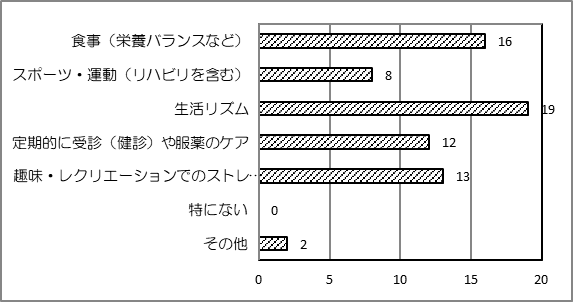 食事（栄養バランスなど） 16
スポーツ・運動（リハビリを含む） 8
生活リズム 19
定期的に受診（健診）や服薬のケア 12
趣味・レクリエーションでのストレ… 13
特にない 0
その他 2
0 5 10 15 20